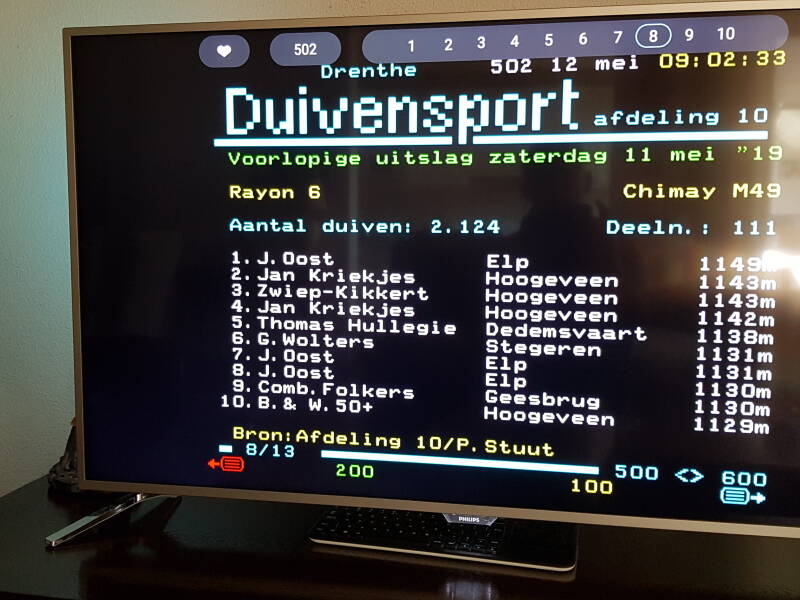 502 1 2 3 4 5 6 7 8 9 10
Drenthe 502 12 mei 09:02:33
Duivensport afdeling 10
Voorlopige uitslag zaterdag 11 mei "19
Rayon 6 Chimay M49
Aantal duiven: 2.124 Deeln.: 111
1. J.Oost Elp 1149m
2. Jan Kriekjes Hoogeveen 1143m
3. Zwiep-Kikkert Hoogeveen 1143m
4. Jan Kriekjes Hoogeveen 1142m
5. Thomas Hullegie Dedemsvaart 1138m
6. G.Wolters Stegeren 1131m
7. J.Oost Elp 1131m
8. J.Oost Elp 1130m
9. Comb.Folkers Geesbrug 1130m
10. B.& W.50+ Hoogeveen 1129m
Bron:Afdeling 10/P.Stuut
8/13 500 <> 600
200 100
PHILIPS